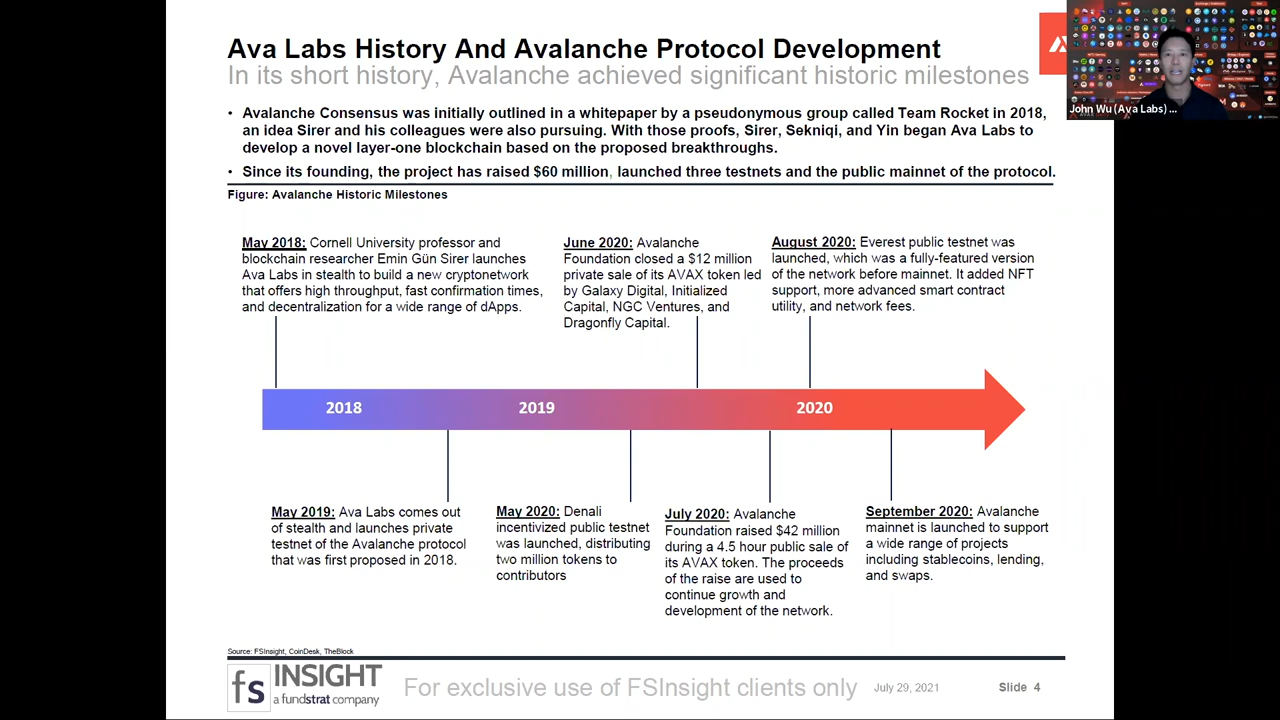 Ava Labs History And Avalanche Protocol Development
In its short history, Avalanche achieved significant historic milestones
John Wu (Ava Labs) ...
• Avalanche Consensus was initially outlined in a whitepaper by a pseudonymous group called Team Rocket in 2018,
an idea Sirer and his colleagues were also pursuing. With those proofs, Sirer, Sekniqi, and Yin began Ava Labs to
develop a novel layer-one blockchain based on the proposed breakthroughs.
• Since its founding, the project has raised $60 million, launched three testnets and the public mainnet of the protocol.
Figure: Avalanche Historic Milestones
May 2018: Cornell University professor and
blockchain researcher Emin Gün Sirer launches
Ava Labs in stealth to build a new cryptonetwork
that offers high throughput, fast confirmation times,
and decentralization for a wide range of dApps.
June 2020: Avalanche
Foundation closed a $12 million
private sale of its AVAX token led
by Galaxy Digital, Initialized
Capital, NGC Ventures, and
Dragonfly Capital.
August 2020: Everest public testnet was
launched, which was a fully-featured version
of the network before mainnet. It added NFT
support, more advanced smart contract
utility, and network fees.
2018
2019
2020
May 2019: Ava Labs comes out
of stealth and launches private
testnet of the Avalanche protocol
that was first proposed in 2018.
May 2020: Denali
incentivized public testnet
was launched, distributing
two million tokens to
contributors
July 2020: Avalanche
Foundation raised $42 million
during a 4.5 hour public sale of
its AVAX token. The proceeds
of the raise are used to
continue growth and
development of the network.
September 2020: Avalanche
mainnet is launched to support
a wide range of projects
including stablecoins, lending,
and swaps.
Source: FSInsight, CoinDesk, TheBlock
fs INSIGHT
a fundstrat company
For exclusive use of FSInsight clients only
July 29, 2021
Slide 4